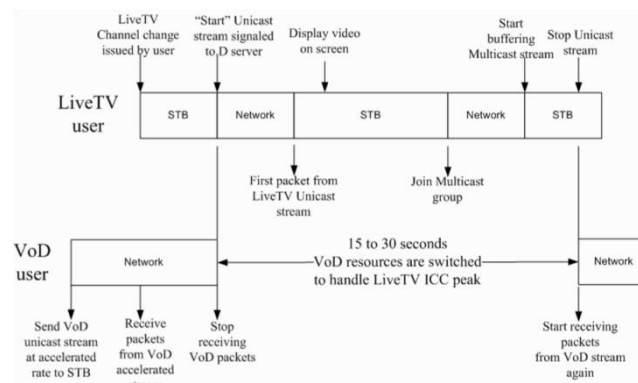 LiveTV
Channel change
issued by user
"Start" Unicast
stream signaled
to D server
Display video
on screen
Start
buffering
Multicast stream
Stop Unicast
stream
LiveTV
user
STB
Network
STB
Network
STB
First packet from
LiveTV Unicast
stream
Join Multicast
group
VoD
user
Network
15 to 30 seconds
VoD resources are switched
to handle LiveTV ICC peak
Network
Send VoD
unicast stream
at accelerated
rate to STB
Receive
packets
from VoD
accelerated
Stop
receiving
VoD packets
Start receiving
packets
from VoD stream
again